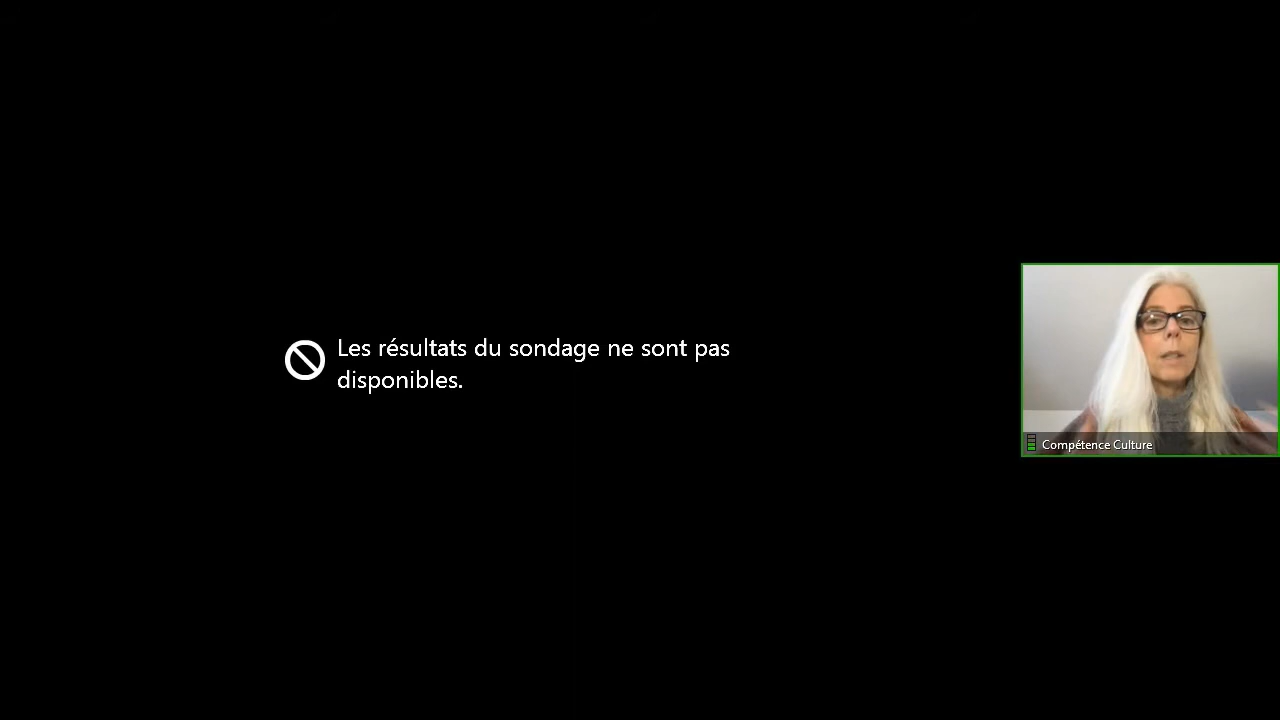 Les résultats du sondage ne sont pas
disponibles.
Compétence Culture